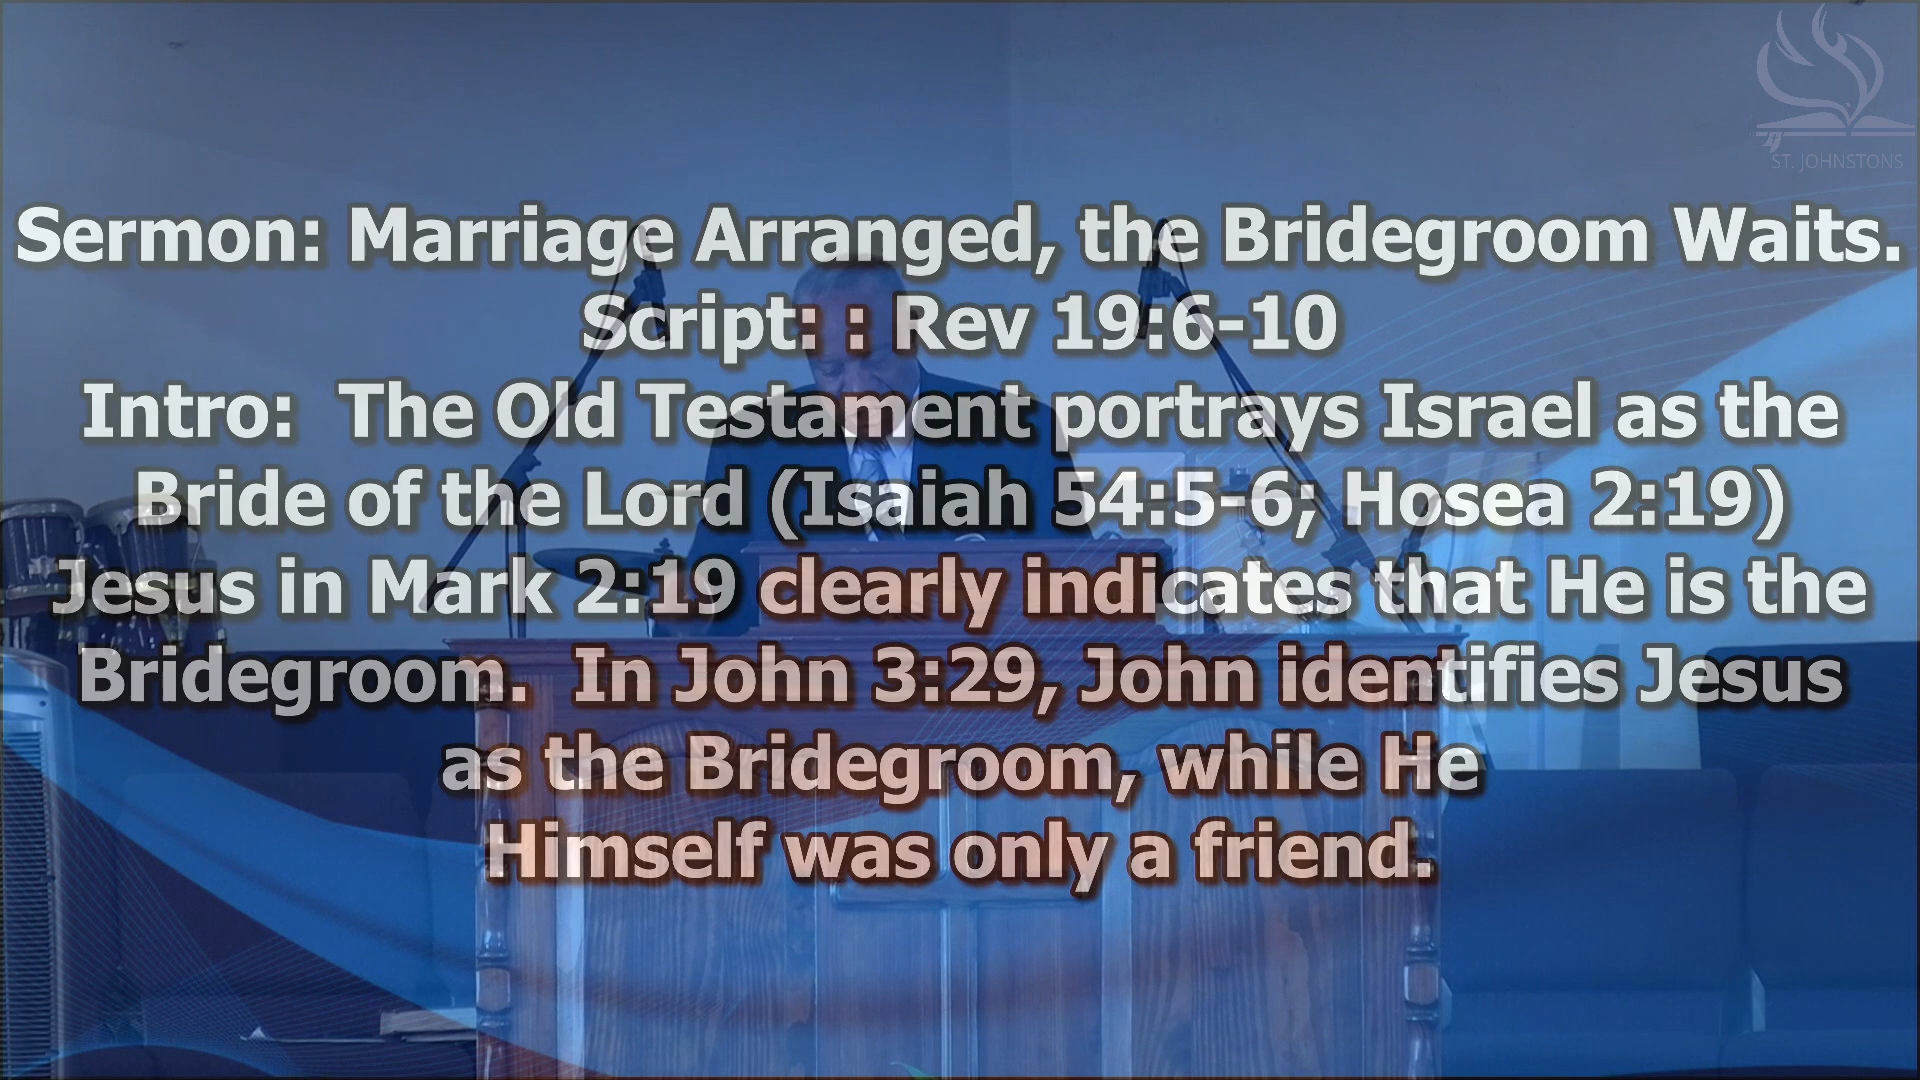 ST. JOHNSTONS
Sermon: Marriage Arranged, the Bridegroom Waits.
Script: : Rev 19:6-10
Intro:  The Old Testament portrays Israel as the
Bride of the Lord (Isaiah 54:5-6; Hosea 2:19)
Jesus in Mark 2:19 clearly indicates that He is the
Bridegroom.  In John 3:29, John identifies Jesus
as the Bridegroom, while He
Himself was only a friend.